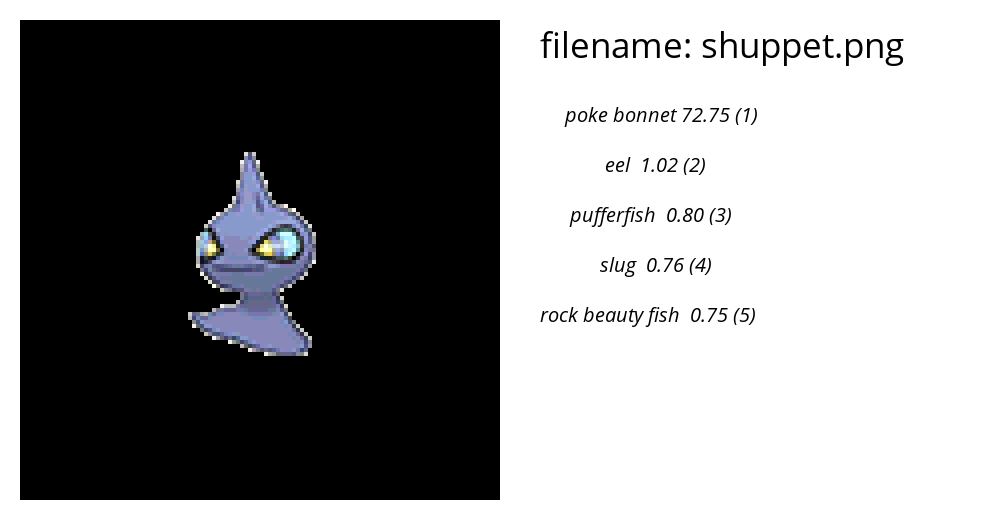 filename: shuppet.png
poke bonnet 72.75 (1)
eel  1.02 (2)
pufferfish  0.80 (3)
slug  0.76 (4)
rock beauty fish  0.75 (5)